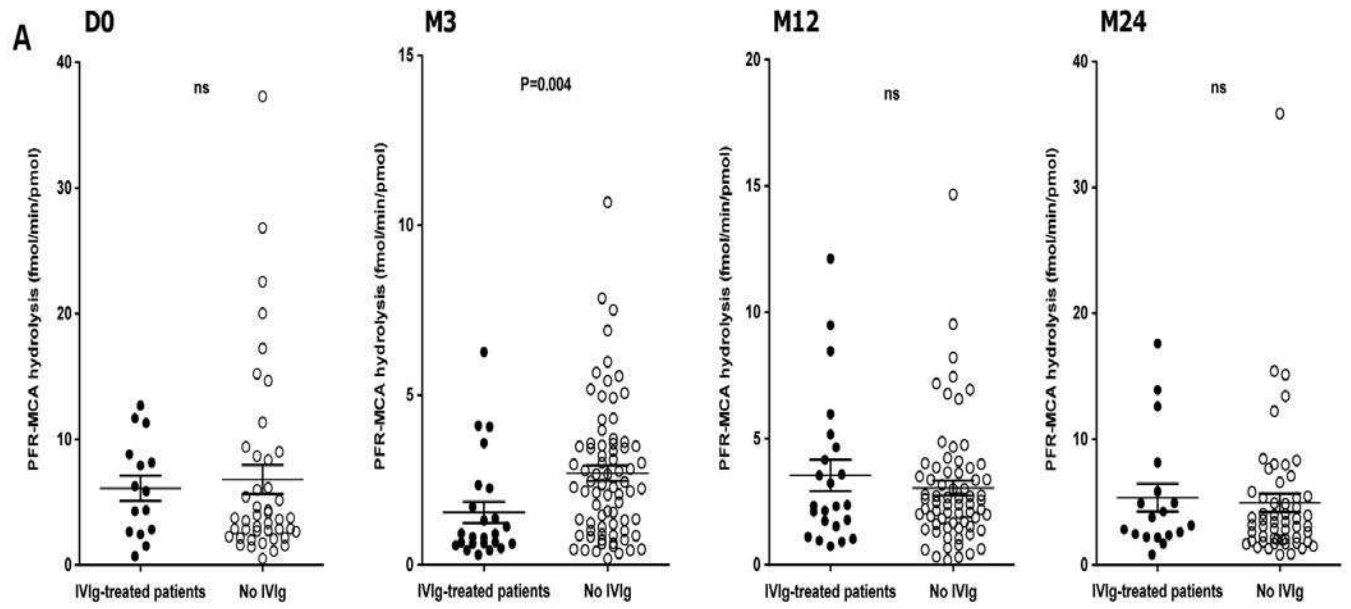 A
D0
M3
M12
M24
PFR-MCA hydrolysis (fmol/min/pmol)
40
30
20
10
0
ns
IVIg-treated patients No IVIg
PFR-MCA hydrolysis (fmol/min/pmol)
15
10
5
0
P=0.004
IVIg-treated patients No IVIg
PFR-MCA hydrolysis (fmol/min/pmol)
20
15
10
5
0
ns
IVIg-treated patients No IVIg
PFR-MCA hydrolysis (fmol/min/pmol)
40
30
20
10
0
ns
IVIg-treated patients No IVIg